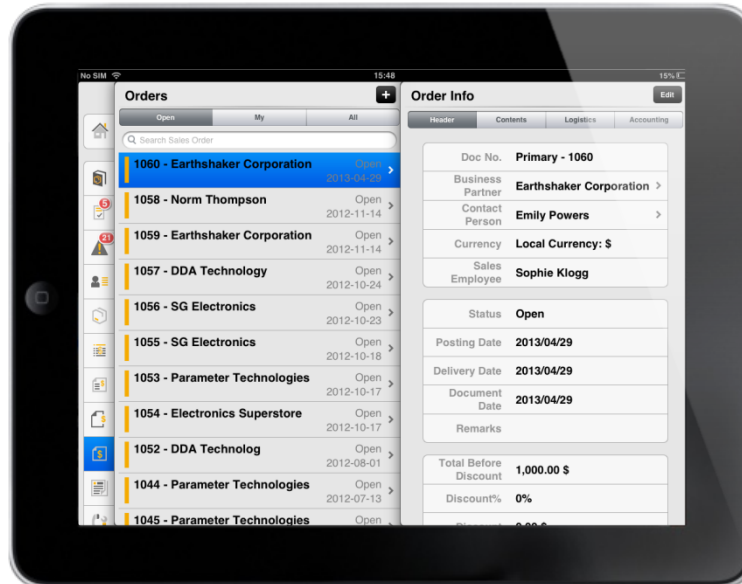 No SIM
15:48
15%
Orders
+
Open
My
All
Search Sales Order
1060 - Earthshaker Corporation
Open
2013-04-29
1058 - Norm Thompson
Open
2012-11-14
1059 - Earthshaker Corporation
Open
2012-11-14
1057 - DDA Technology
Open
2012-10-24
1056 - SG Electronics
Open
2012-10-23
1055 - SG Electronics
Open
2012-10-18
1053 - Parameter Technologies
Open
2012-10-17
1054 - Electronics Superstore
Open
2012-10-17
1052 - DDA Technolog
Open
2012-08-01
1044 - Parameter Technologies
Open
2012-07-13
1045 - Parameter Technologies
Open
5
21
Order Info
Edit
Header
Contents
Logistics
Accounting
Doc No.
Primary - 1060
Business
Partner
Earthshaker Corporation
Contact
Person
Emily Powers
Currency
Local Currency: $
Sales
Employee
Sophie Klogg
Status
Open
Posting Date
2013/04/29
Delivery Date
2013/04/29
Document
Date
2013/04/29
Remarks
Total Before
Discount
1,000.00 $
Discount%
0%